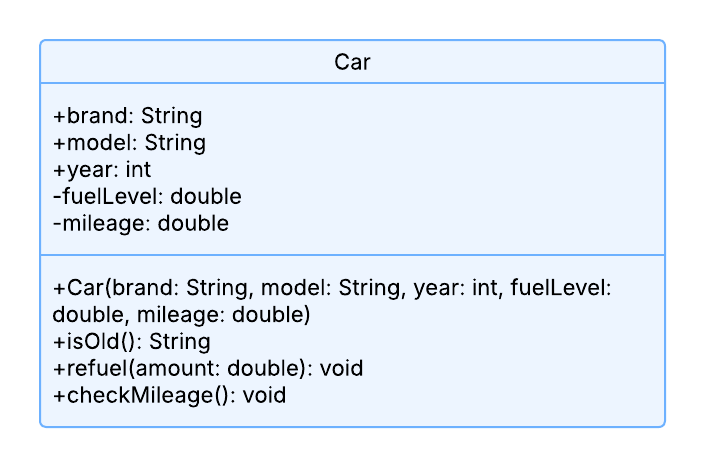 Car
+brand: String
+model: String
+year: int
-fuelLevel: double
-mileage: double
+Car(brand: String, model: String, year: int, fuelLevel:
double, mileage: double)
+isOld(): String
+refuel(amount: double): void
+checkMileage(): void